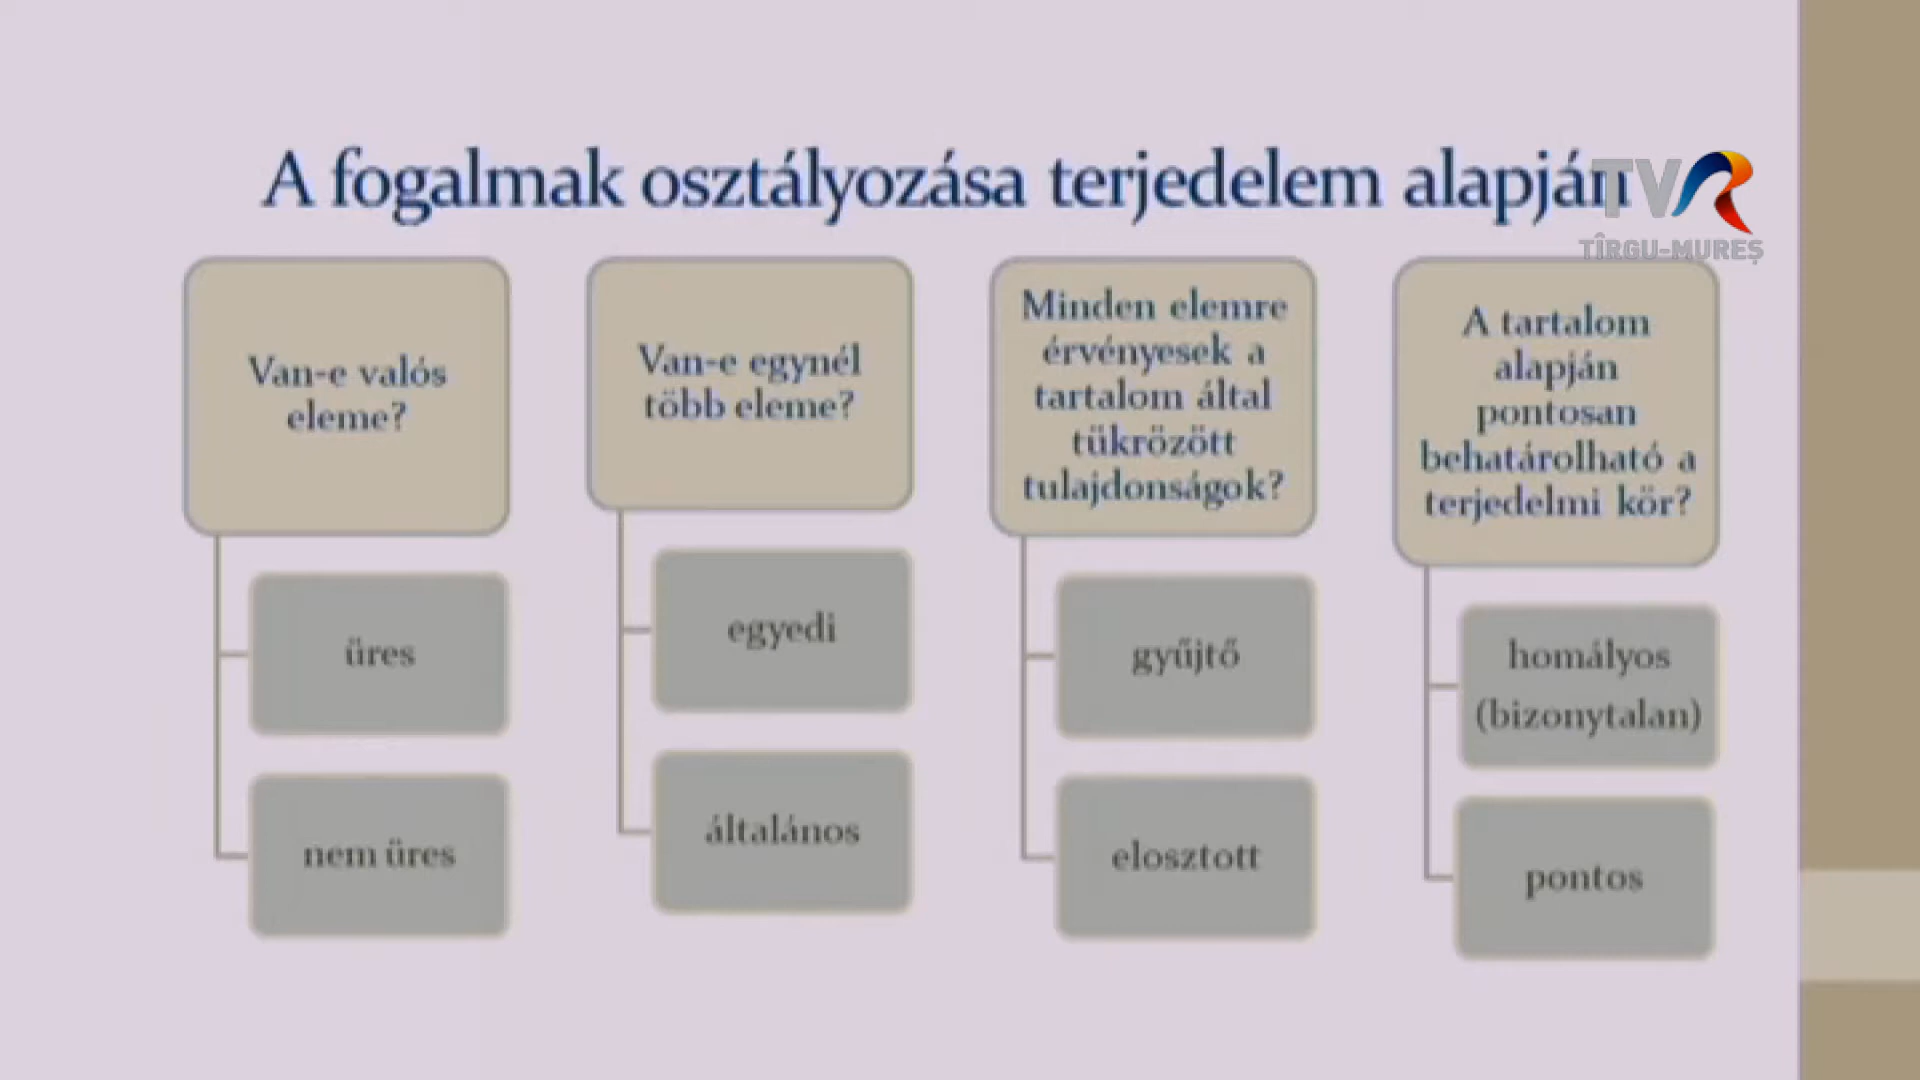 A fogalmak osztályozása terjedelem alapján
TVR
TÎRGU-MUREȘ
Van-e valós
eleme?
üres
nem üres
Van-e egynél
több eleme?
egyedi
általános
Minden elemre
érvényesek a
tartalom által
tükrözött
tulajdonságok?
gyűjtő
elosztott
A tartalom
alapján
pontosan
behatárolható a
terjedelmi kör?
homályos
(bizonytalan)
pontos